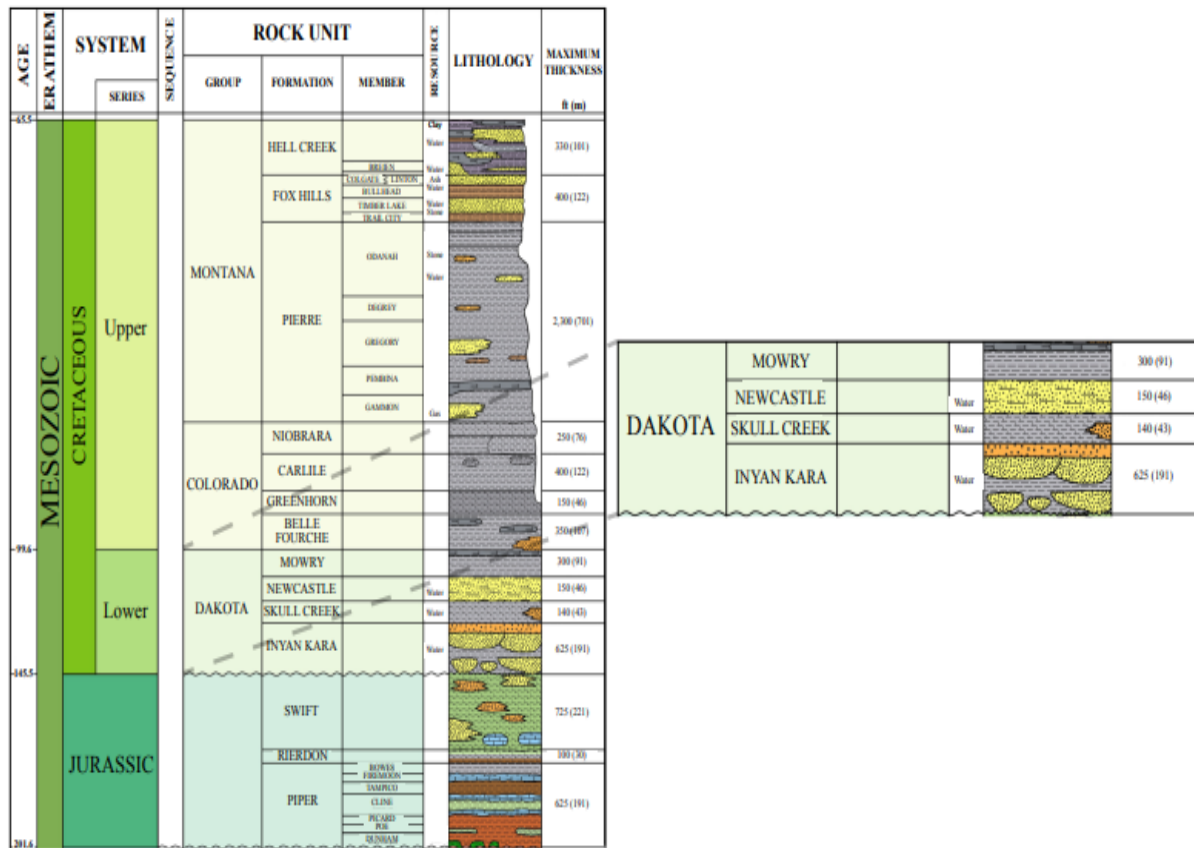 AGE
ERATHEM
SYSTEM
SERIES
SEQUENCE
ROCK UNIT
GROUP
FORMATION
MEMBER
RESOURCE
LITHOLOGY
MAXIMUM
THICKNESS
ft (m)
65.5
MESOZOIC
CRETACEOUS
Upper
MONTANA
HELL CREEK
BREIEN
Clay
Water
Water
330 (101)
FOX HILLS
COLGATE
LINTON
BULLHEAD
TIMBER LAKE
TRAIL CITY
Ash
Water
Water
Stone
400 (122)
PIERRE
ODANAH
DEGREY
GREGORY
PEMBINA
GAMMON
Stone
Water
Gas
2,300 (701)
COLORADO
NIOBRARA
250 (76)
CARLILE
400 (122)
GREENHORN
150 (46)
BELLE
FOURCHE
350 (107)
99.6
Lower
DAKOTA
MOWRY
300 (91)
NEWCASTLE
Water
150 (46)
SKULL CREEK
Water
140 (43)
INYAN KARA
Water
625 (191)
145.5
JURASSIC
SWIFT
725 (221)
RIERDON
100 (30)
PIPER
BOWES
FIREMOON
TAMPICO
CLINE
PICARD
POE
DUNHAM
625 (191)
201.6
DAKOTA
MOWRY
300 (91)
NEWCASTLE
Water
150 (46)
SKULL CREEK
Water
140 (43)
INYAN KARA
Water
625 (191)